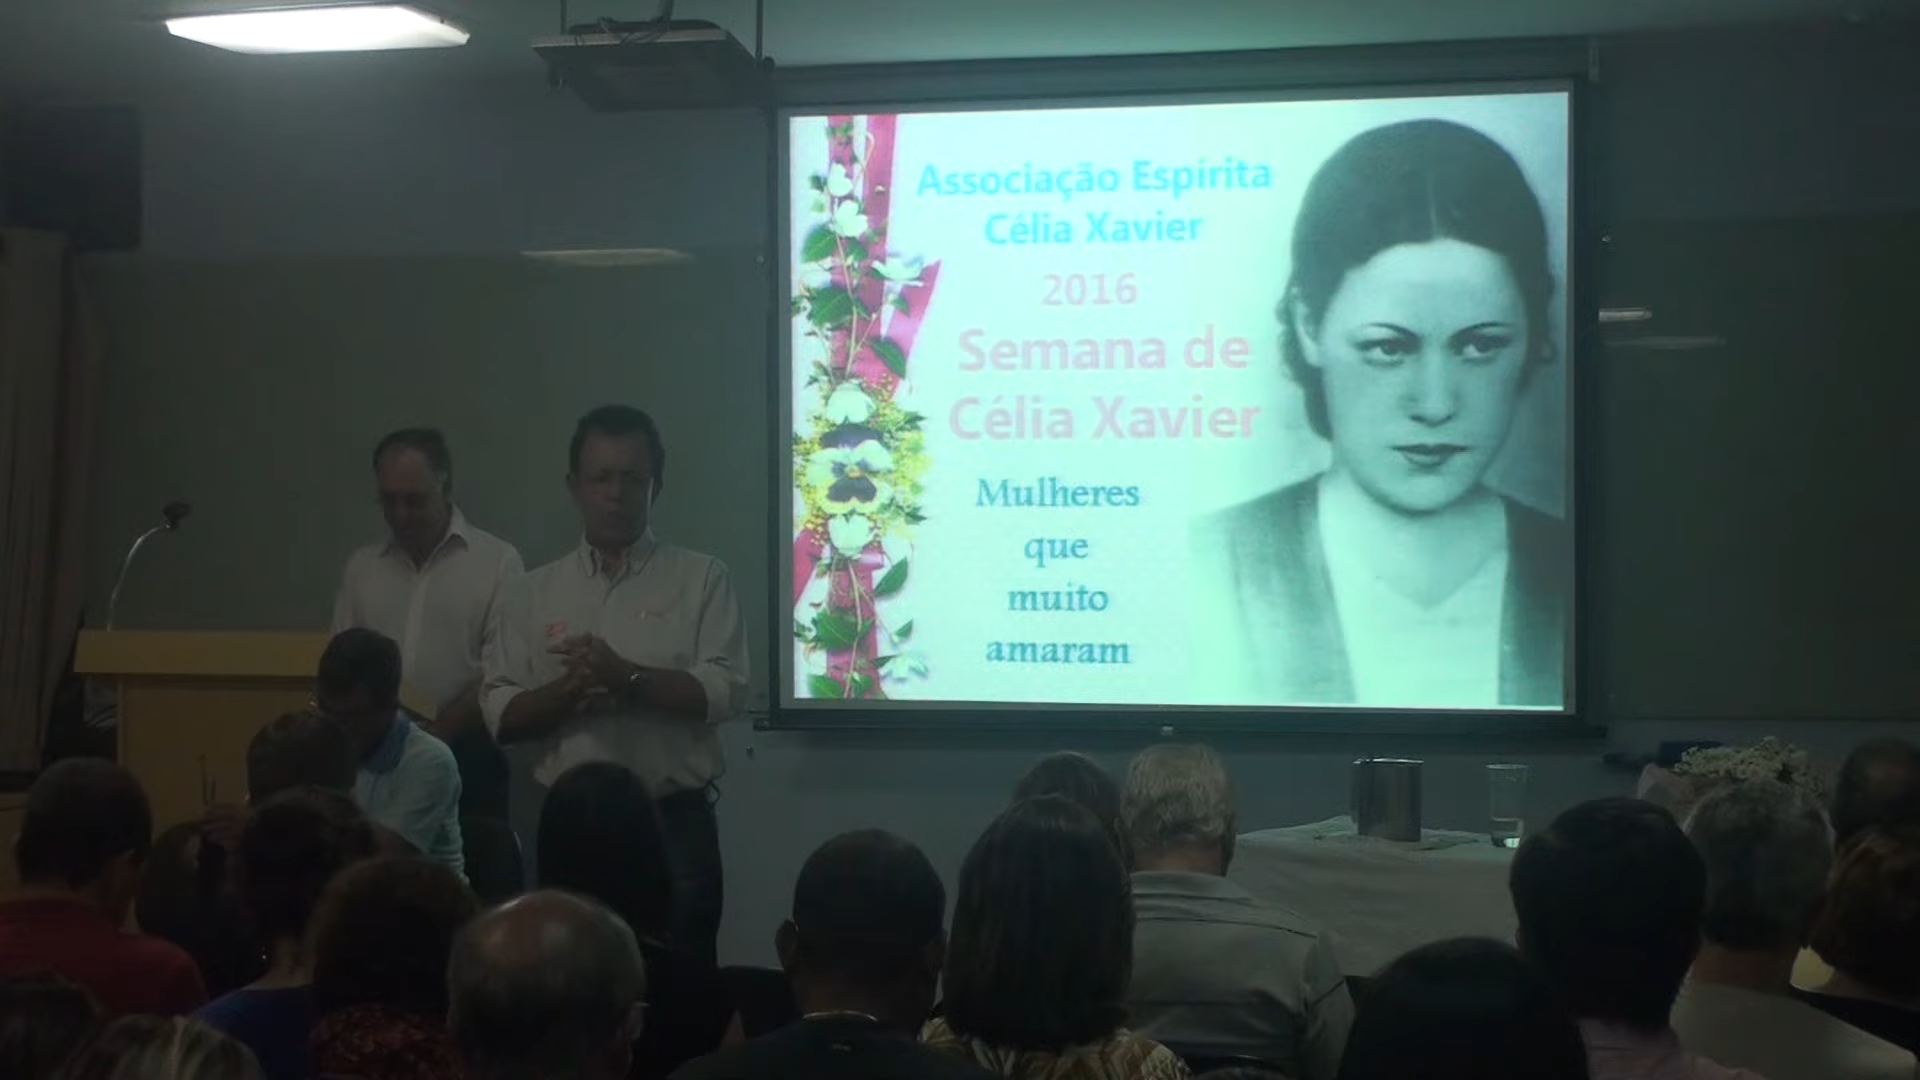 Associação Espírita
Célia Xavier
2016
Semana de
Célia Xavier
Mulheres
que
muito
amaram